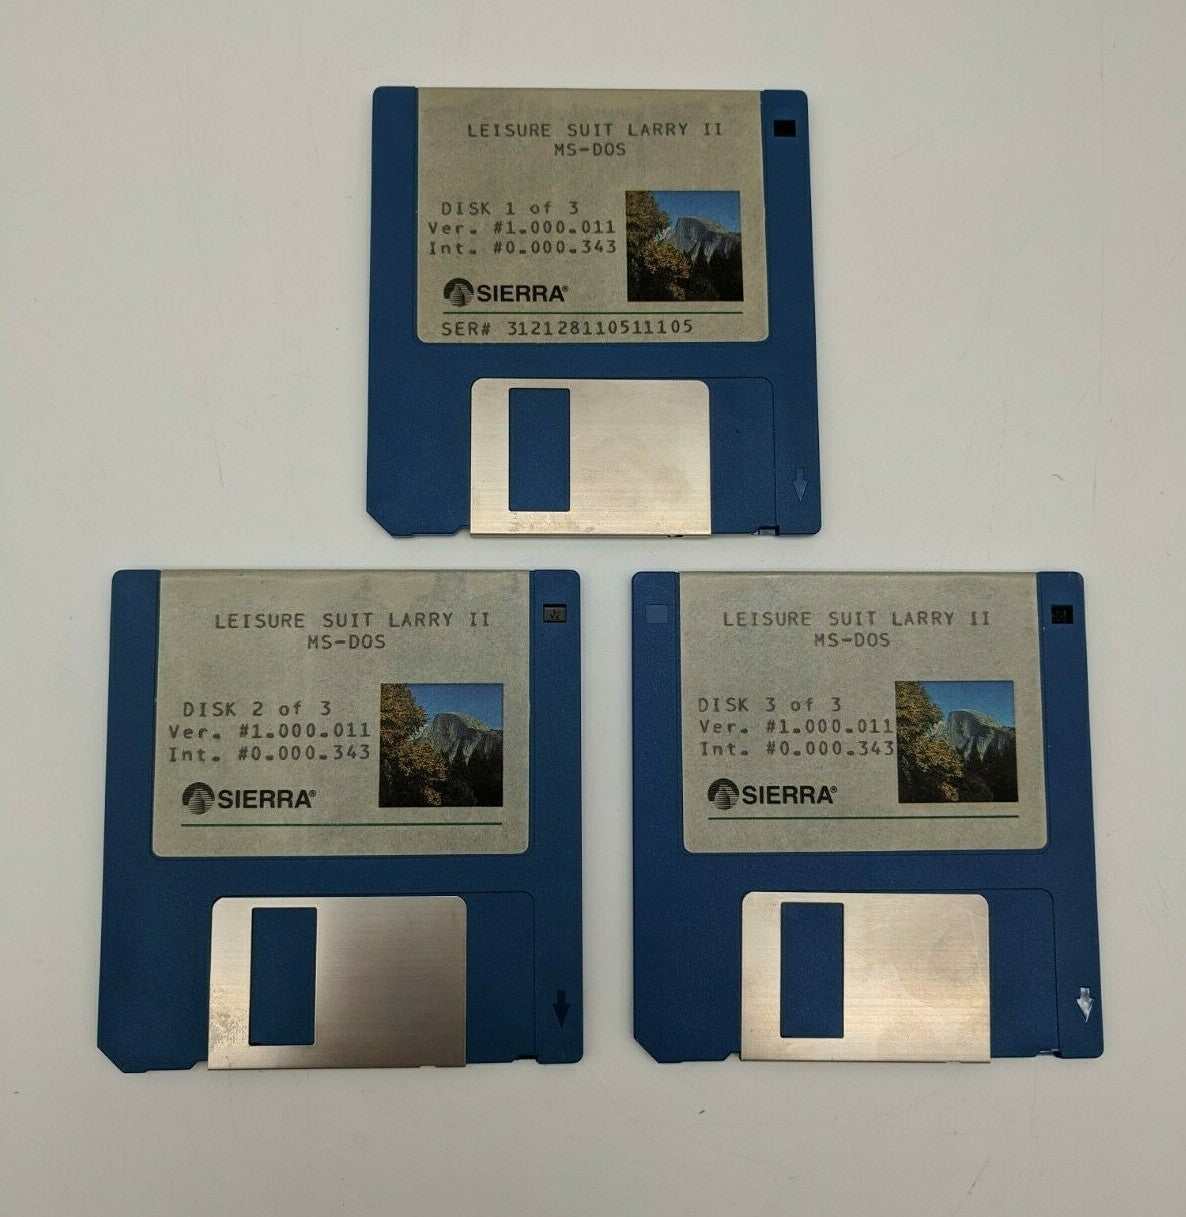 LEISURE SUIT LARRY II
MS-DOS
DISK 1 of 3
Ver. #1.000.011
Int. #0.000.343
SIERRA®
SER# 312128110511105
LEISURE SUIT LARRY II
MS-DOS
DISK 2 of 3
Ver. #1.000.011
Int. #0.000.343
SIERRA®
LEISURE SUIT LARRY II
MS-DOS
DISK 3 of 3
Ver. #1.000.011
Int. #0.000.343
SIERRA®